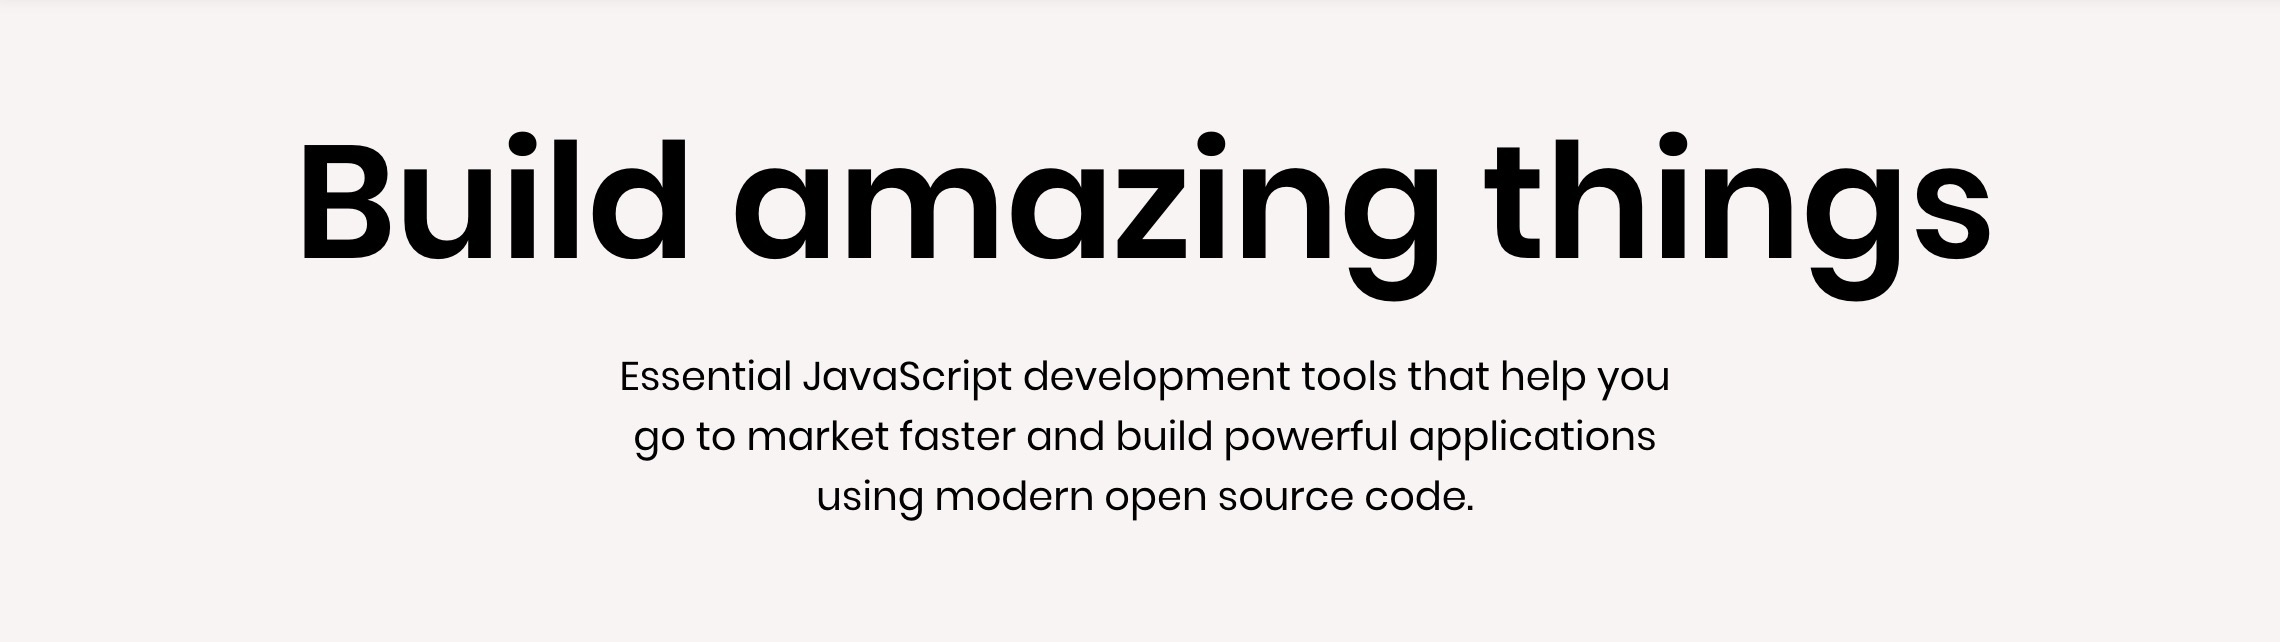 Build amazing things
Essential JavaScript development tools that help you
go to market faster and build powerful applications
using modern open source code.